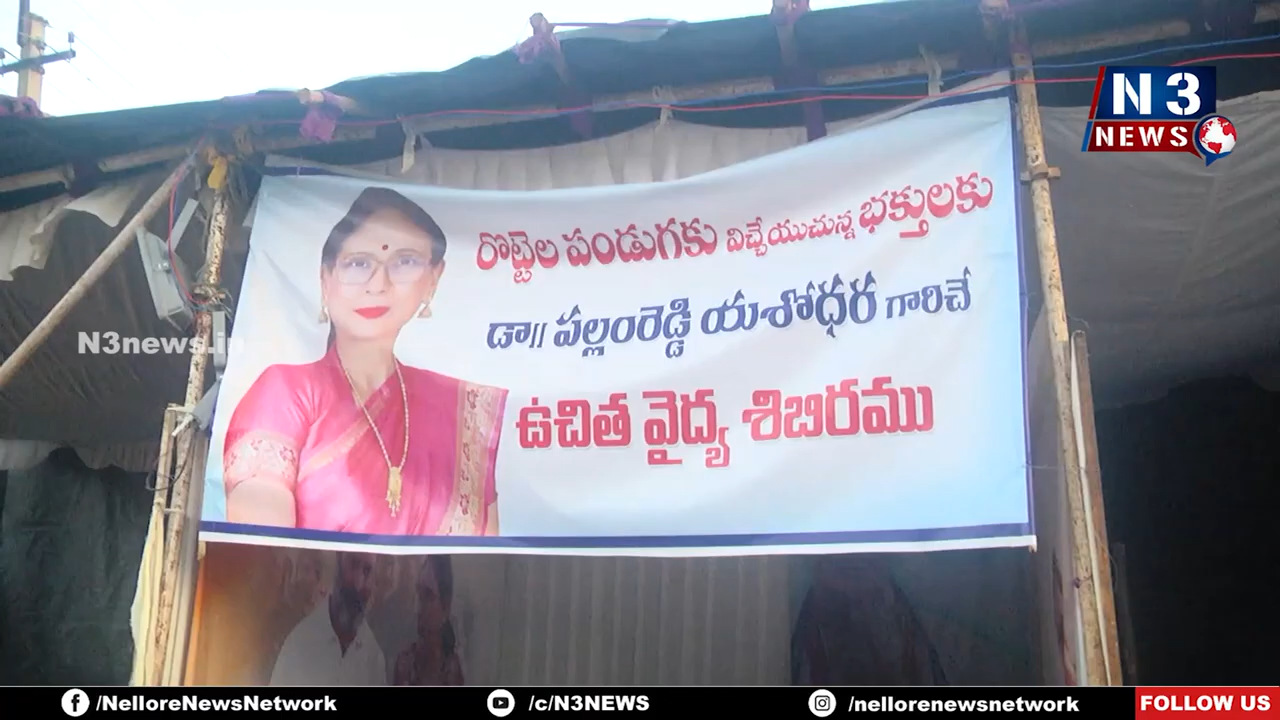 N3
NEWS
రొట్టెల పండుగకు విచ్చేయుచున్న భక్తులకు
డా// పల్లంరెడ్డి యశోధర గారిచే
ఉచిత వైద్య శిబిరము
N3news.in
/NelloreNewsNetwork
/c/N3NEWS
/nellorenewsnetwork
FOLLOW US